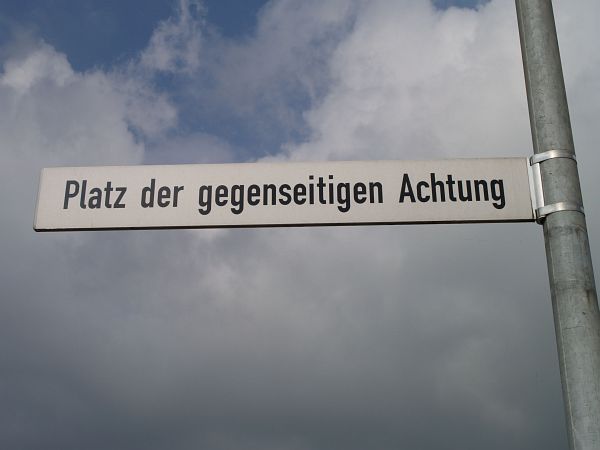 Platz der gegenseitigen Achtung